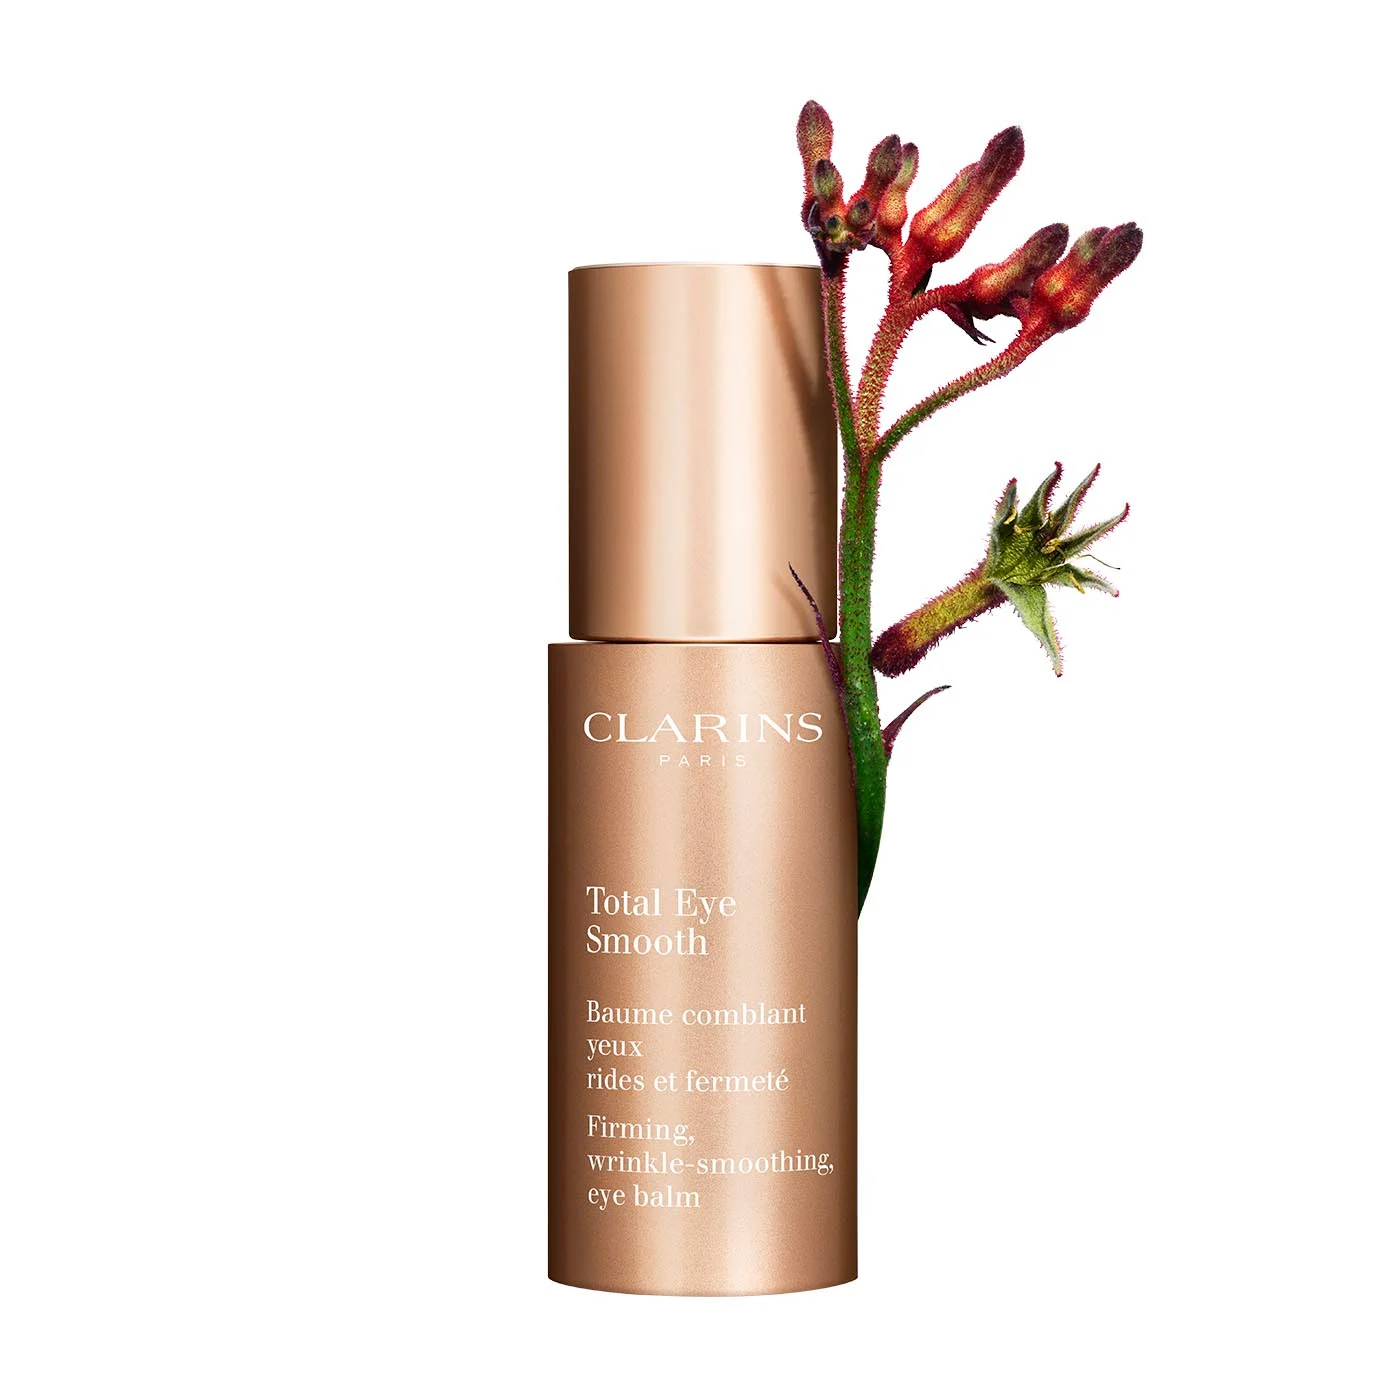 CLARINS
PARIS
Total Eye
Smooth
Baume comblant
yeux
rides et fermeté
Firming,
wrinkle-smoothing,
eye balm